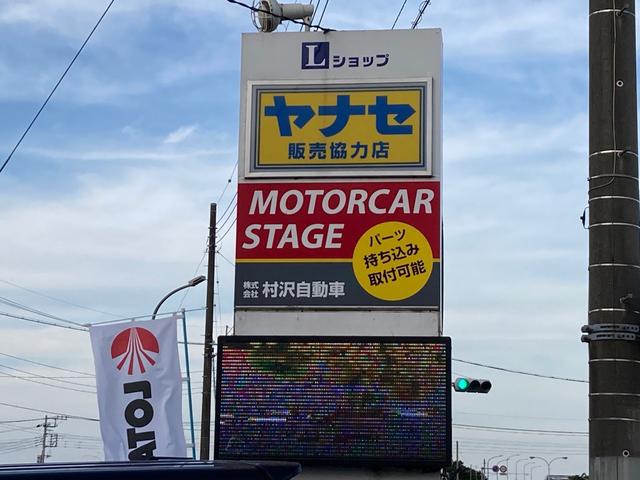 L ショップ
ヤナセ
販売協力店
MOTORCAR
STAGE
パーツ
持ち込み
取付可能
株式
会社 村沢自動車